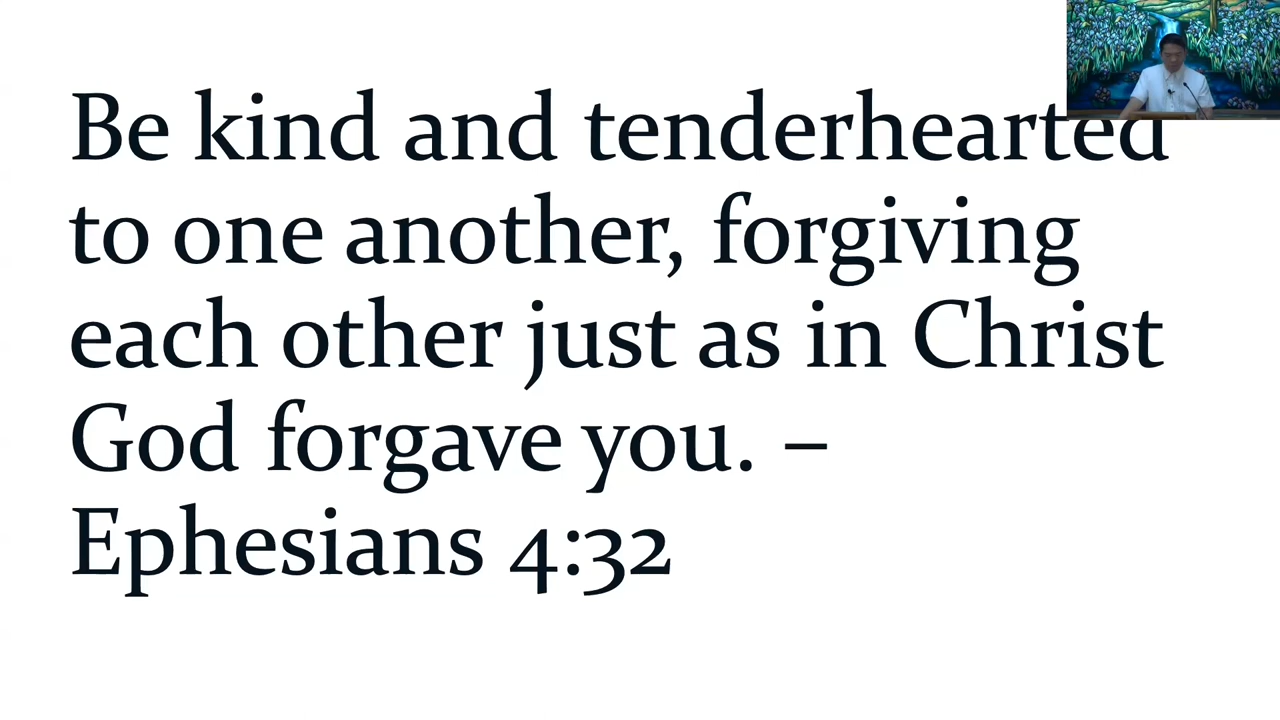 Be kind and tenderhearted
to one another, forgiving
each other just as in Christ
God forgave you. –
Ephesians 4:32